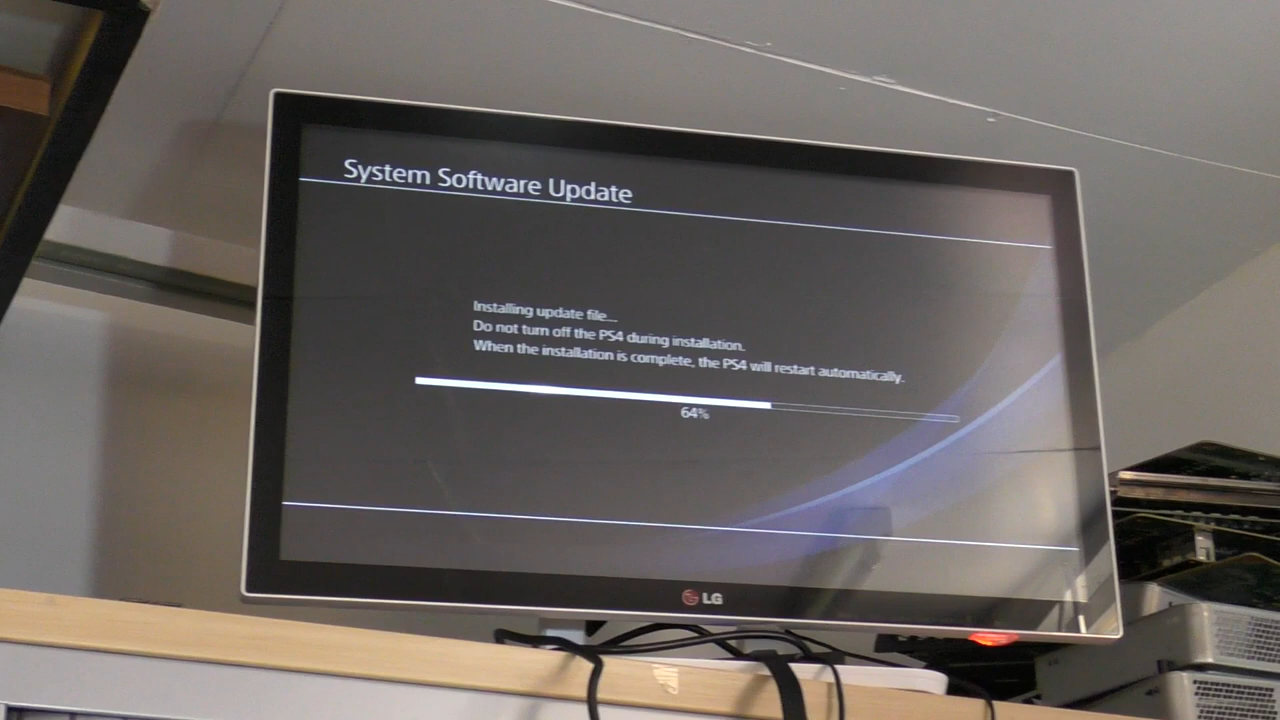 System Software Update
Installing update file...
Do not turn off the PS4 during installation.
When the installation is complete, the PS4 will restart automatically.
64%
LG